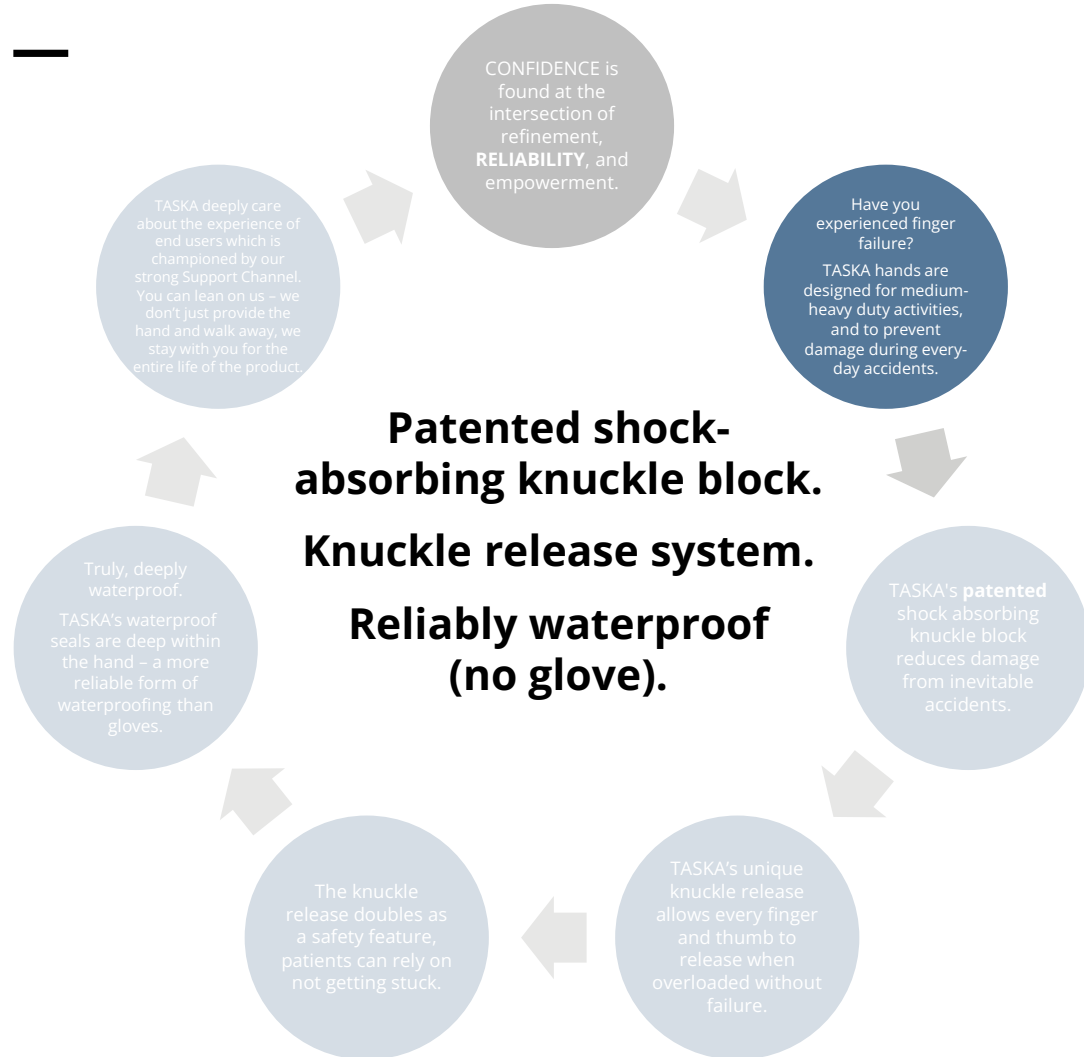 CONFIDENCE is
found at the
intersection of
refinement,
RELIABILITY, and
empowerment.
Have you
experienced finger
failure?
TASKA hands are
designed for medium-
heavy duty activities,
and to prevent
damage during every-
day accidents.
TASKA's patented
shock absorbing
knuckle block
reduces damage
from inevitable
accidents.
TASKA's unique
knuckle release
allows every finger
and thumb to
release when
overloaded without
failure.
The knuckle
release doubles as
a safety feature,
patients can rely on
not getting stuck.
Truly, deeply
waterproof.
TASKA’s waterproof
seals are deep within
the hand – a more
reliable form of
waterproofing than
gloves.
TASKA deeply care
about the experience of
end users which is
championed by our
strong Support Channel.
You can lean on us – we
don’t just provide the
hand and walk away, we
stay with you for the
entire life of the product.
Patented shock-
absorbing knuckle block.
Knuckle release system.
Reliably waterproof
(no glove).